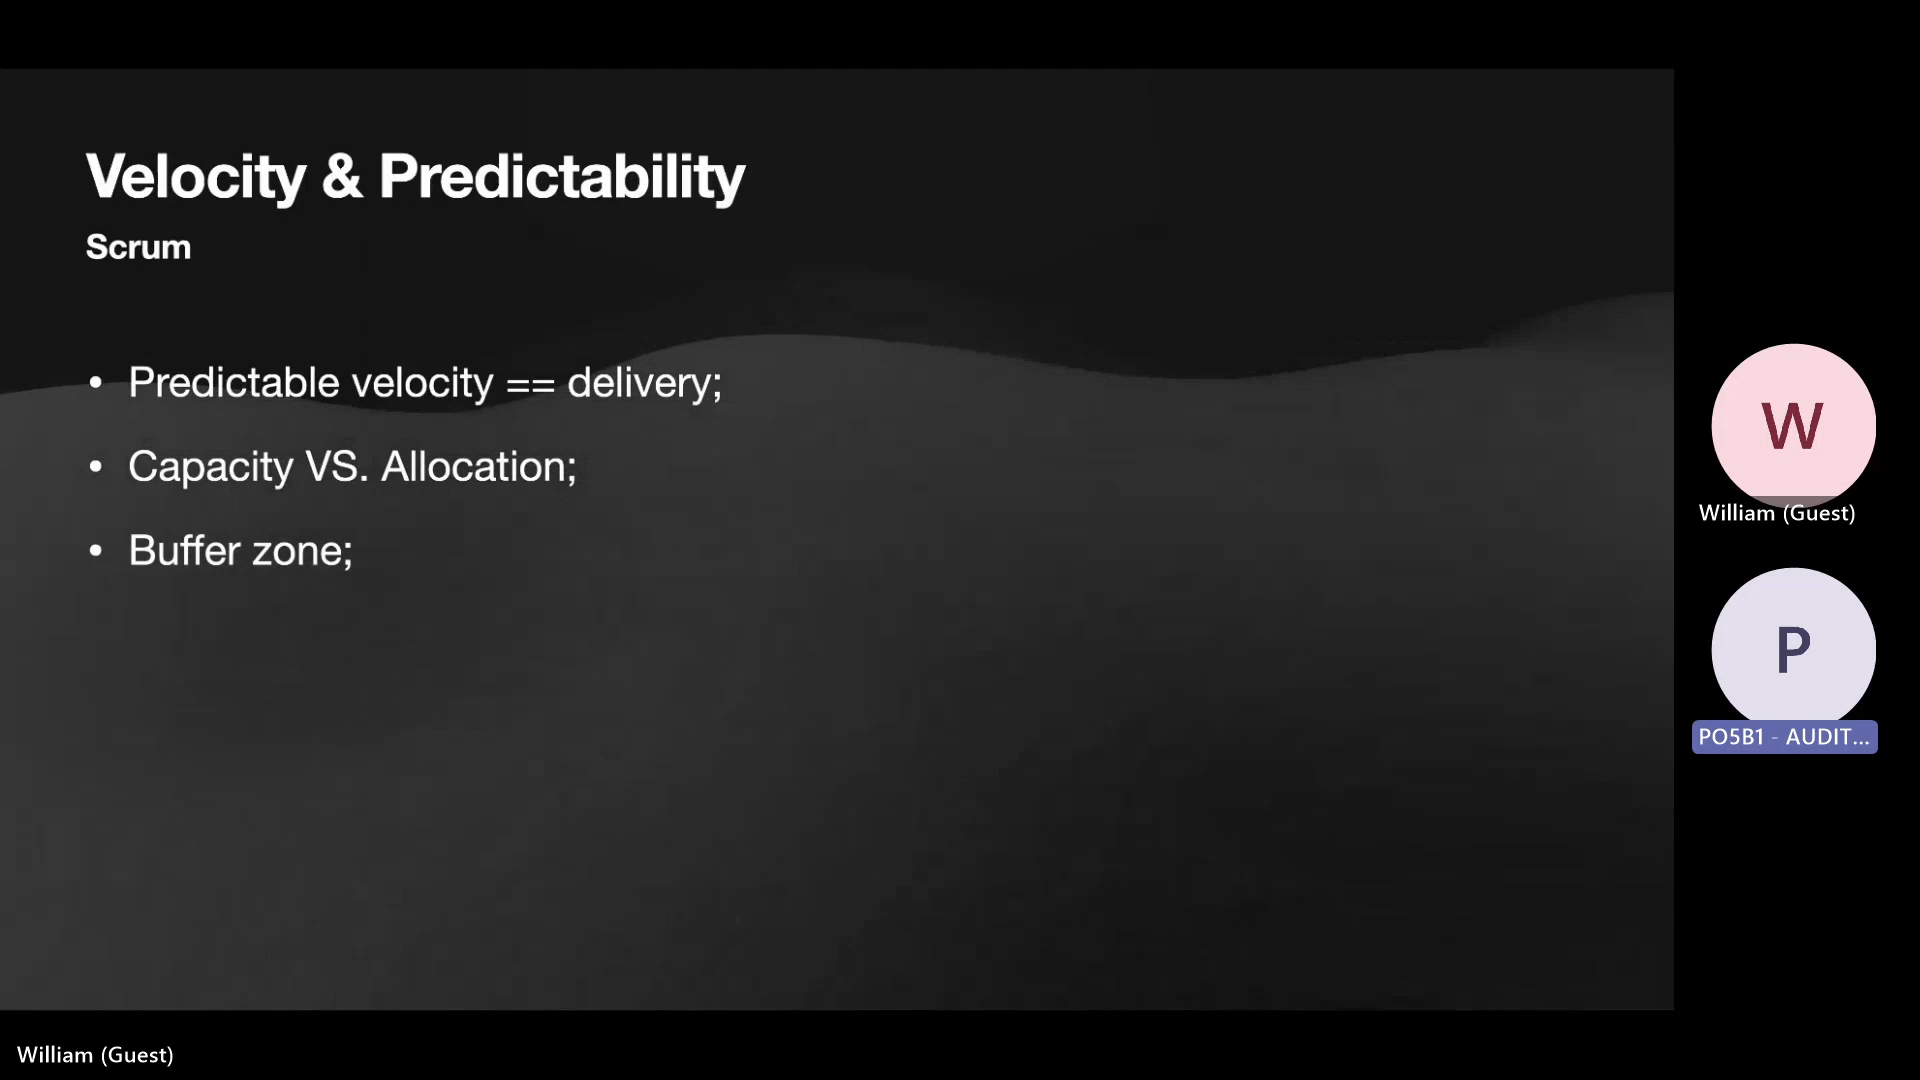 Velocity & Predictability
Scrum
• Predictable velocity == delivery;
• Capacity VS. Allocation;
• Buffer zone;
W
William (Guest)
P
PO5B1 - AUDIT...
William (Guest)